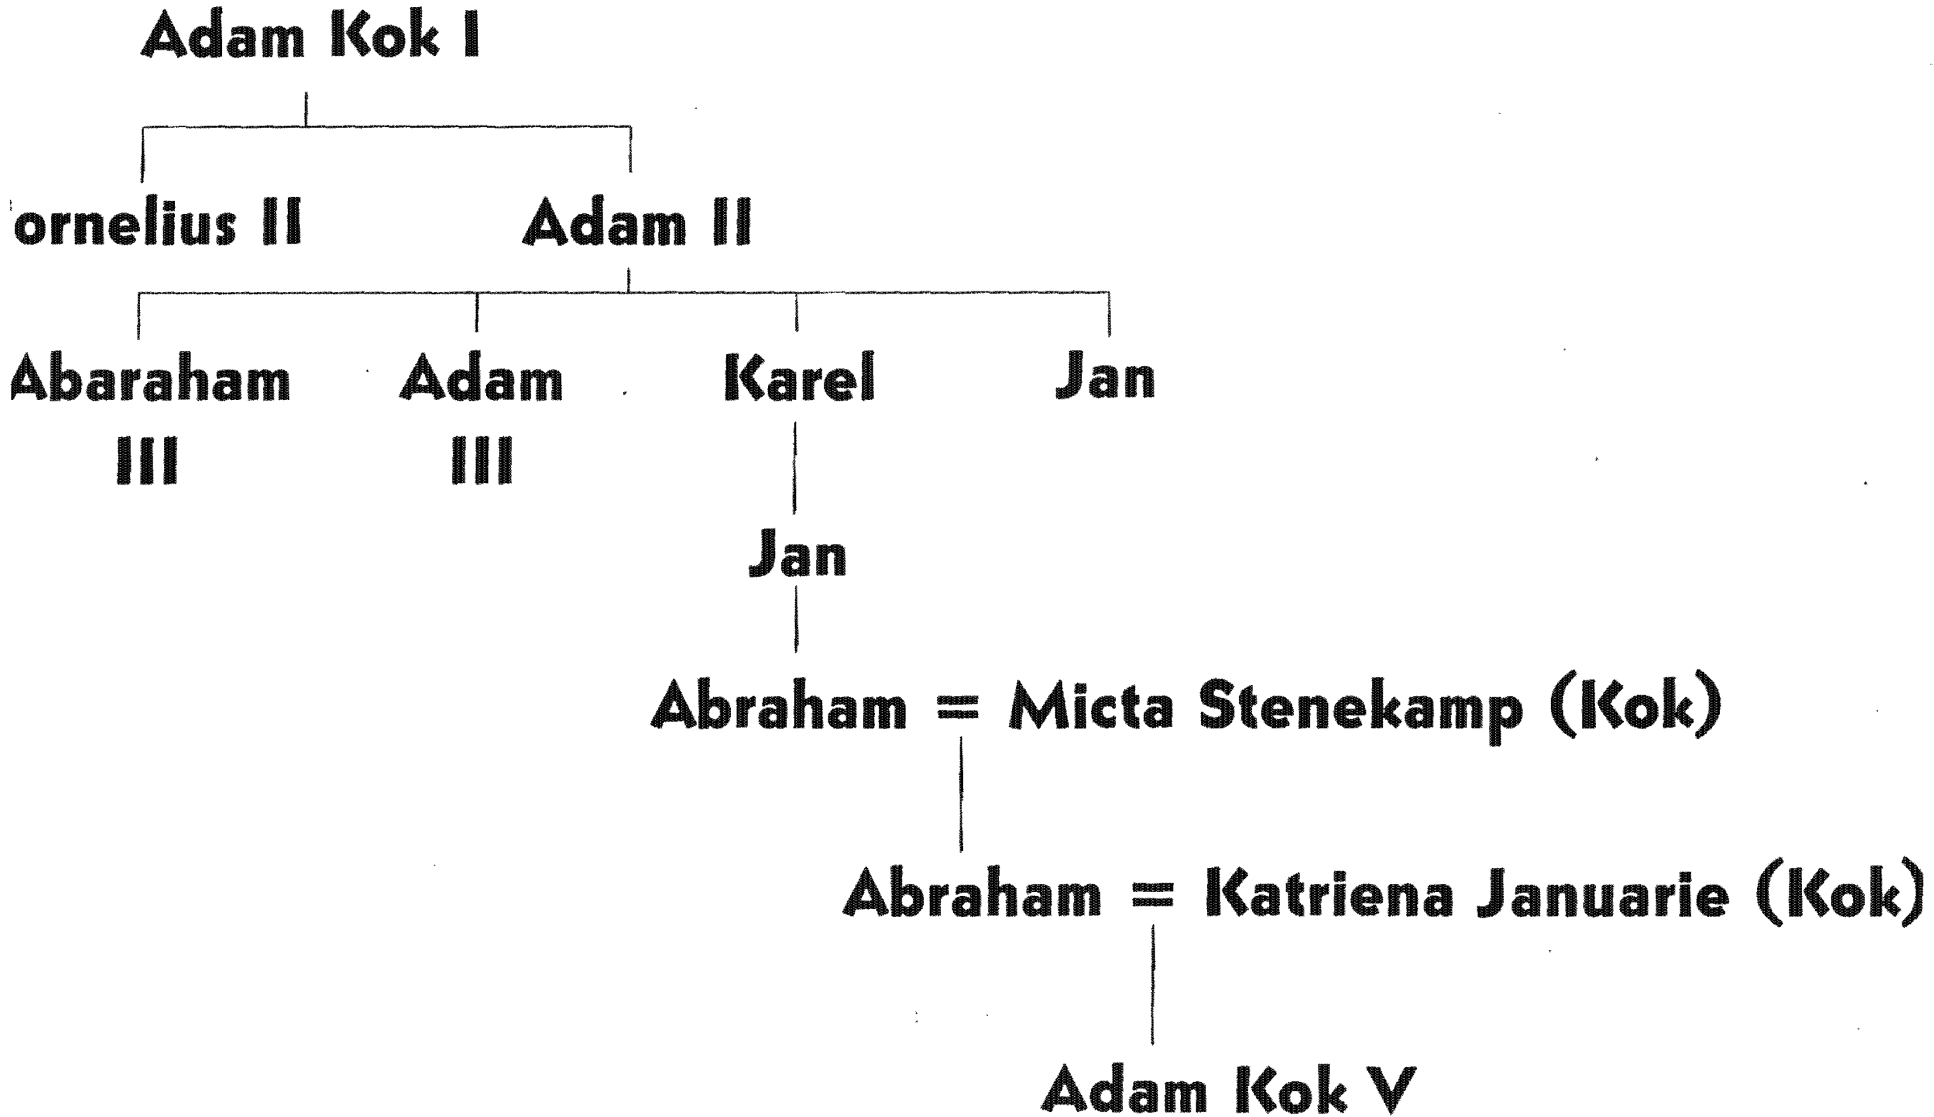 Adam Kok I
ornelius II Adam II
Abaraham Adam Karel Jan
III III
Jan
Abraham = Micta Stenekamp (Kok)
Abraham = Katriena Januarie (Kok)
Adam Kok V